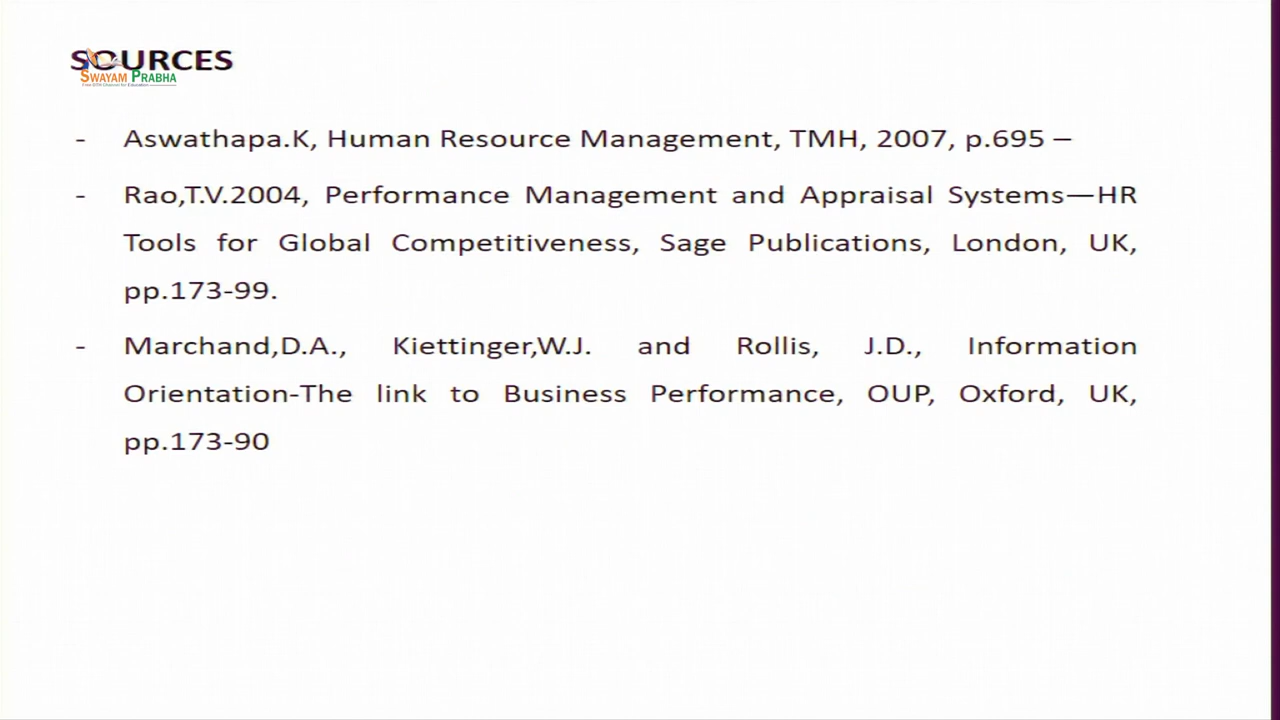 SOURCES
SWAYAM PRABHA
- Aswathapa.K, Human Resource Management, TMH, 2007, p.695 –
- Rao,T.V.2004, Performance Management and Appraisal Systems—HR
Tools for Global Competitiveness, Sage Publications, London, UK,
pp.173-99.
- Marchand,D.A., Kiettinger,W.J. and Rollis, J.D., Information
Orientation-The link to Business Performance, OUP, Oxford, UK,
pp.173-90